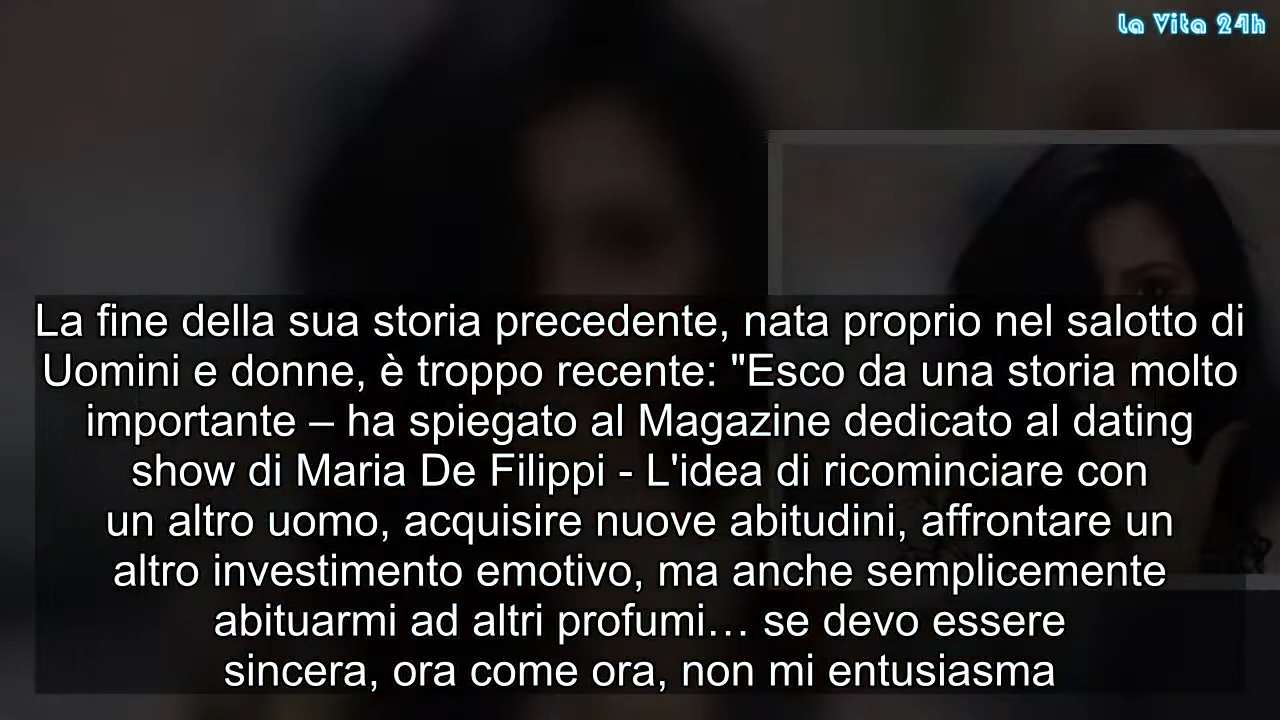 La Vita 24h
La fine della sua storia precedente, nata proprio nel salotto di
Uomini e donne, è troppo recente: "Esco da una storia molto
importante – ha spiegato al Magazine dedicato al dating
show di Maria De Filippi - L'idea di ricominciare con
un altro uomo, acquisire nuove abitudini, affrontare un
altro investimento emotivo, ma anche semplicemente
abituarmi ad altri profumi… se devo essere
sincera, ora come ora, non mi entusiasma